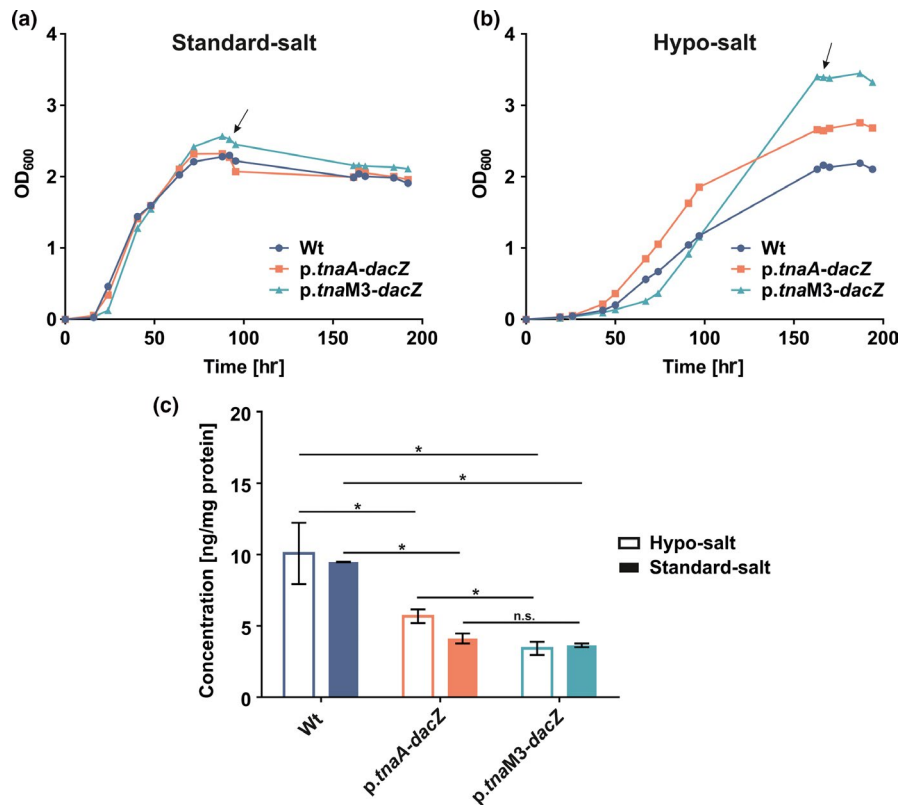 (a)
Standard-salt
4
3
2
1
0
OD600
0 50 100 150 200
Time [hr]
Wt
p.tnaA-dacZ
p.tnaM3-dacZ
(b)
Hypo-salt
4
3
2
1
0
OD600
0 50 100 150 200
Time [hr]
Wt
p.tnaA-dacZ
p.tnaM3-dacZ
(c)
20
15
10
5
0
Concentration [ng/mg protein]
*
*
*
*
*
n.s.
Hypo-salt
Standard-salt
Wt
p.tnaA-dacZ
p.tnaM3-dacZ